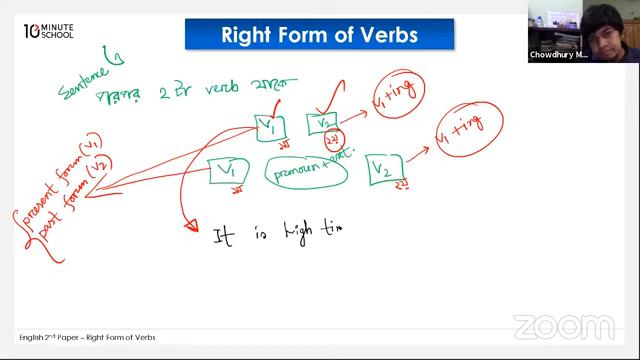 10 MINUTE SCHOOL
Right Form of Verbs
Chowdhury M...
Sentence
পরপর 2 টা verb থাকে
V1 V2 V1+ing
১ম ২য়
V1 pronoun + ext. V2 V1+ing
১ম ২য়
present form (V1)
past form (V2)
It is high tim
English 2nd Paper – Right Form of Verbs
zoom